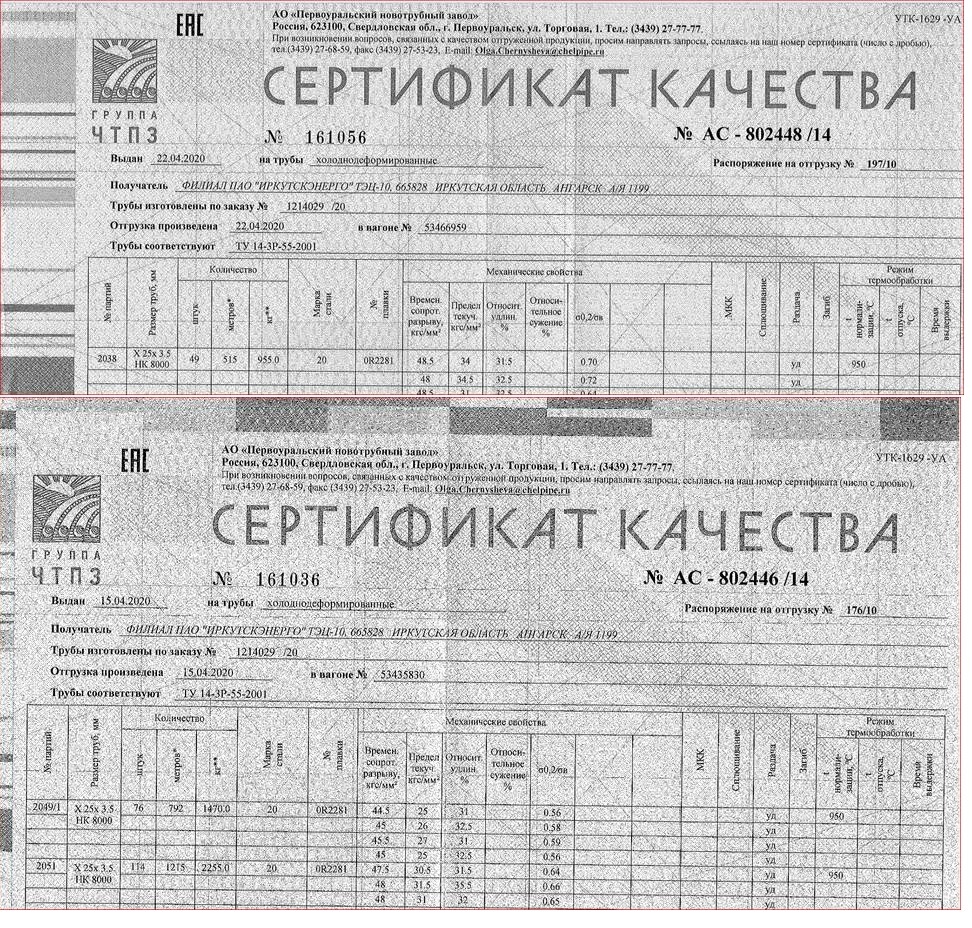 ЕАС
АО «Первоуральский новотрубный завод»
УТК-1629 -УА
Россия, 623100, Свердловская обл., г. Первоуральск, ул. Торговая, 1. Тел.: (3439) 27-77-77.
При возникновении вопросов, связанных с качеством отгруженной продукции, просим направлять запросы, ссылаясь на наш номер сертификата (число с дробью),
тел.(3439) 27-68-59, факс (3439) 27-53-23, E-mail: Olga.Chernysheva@chelpipe.ru
СЕРТИФИКАТ КАЧЕСТВА
ГРУППА
ЧТПЗ
№ 161056
№ АС - 802448 /14
Выдан 22.04.2020 на трубы холоднодеформированные
Распоряжение на отгрузку № 197/10
Получатель ФИЛИАЛ ПАО "ИРКУТСКЭНЕРГО" ТЭЦ-10, 665828 ИРКУТСКАЯ ОБЛАСТЬ АНГАРСК А/Я 1199
Трубы изготовлены по заказу № 1214029 /20
Отгрузка произведена 22.04.2020 в вагоне № 53466959
Трубы соответствуют ТУ 14-3Р-55-2001
№ партий Размер труб, мм Количество Марка стали № плавки Механические свойства МКК Сплющивание Раздача Загиб Режим термообработки
штук метров* кг** Времен. сопрот. разрыву, кгс/мм² Предел текуч. кгс/мм² Относит. удлин. % Относи-тельное сужение % σ0,2/σв t нормали-зации, ºС t отпуска, ºС Время выдержки
2038 X 25х 3.5 НК 8000 49 515 955.0 20 0R2281 48.5 34 31.5 0.70 уд 950
48 34.5 32.5 0.72 уд
48.5 31 32.5 0.64
ЕАС
АО «Первоуральский новотрубный завод»
УТК-1629 -УА
Россия, 623100, Свердловская обл., г. Первоуральск, ул. Торговая, 1. Тел.: (3439) 27-77-77.
При возникновении вопросов, связанных с качеством отгруженной продукции, просим направлять запросы, ссылаясь на наш номер сертификата (число с дробью),
тел.(3439) 27-68-59, факс (3439) 27-53-23, E-mail: Olga.Chernysheva@chelpipe.ru
СЕРТИФИКАТ КАЧЕСТВА
ГРУППА
ЧТПЗ
№ 161036
№ АС - 802446 /14
Выдан 15.04.2020 на трубы холоднодеформированные
Распоряжение на отгрузку № 176/10
Получатель ФИЛИАЛ ПАО "ИРКУТСКЭНЕРГО" ТЭЦ-10, 665828 ИРКУТСКАЯ ОБЛАСТЬ АНГАРСК А/Я 1199
Трубы изготовлены по заказу № 1214029 /20
Отгрузка произведена 15.04.2020 в вагоне № 53435830
Трубы соответствуют ТУ 14-3Р-55-2001
№ партий Размер труб, мм Количество Марка стали № плавки Механические свойства МКК Сплющивание Раздача Загиб Режим термообработки
штук метров* кг** Времен. сопрот. разрыву, кгс/мм² Предел текуч. кгс/мм² Относит. удлин. % Относи-тельное сужение % σ0,2/σв t нормали-зации, ºС t отпуска, ºС Время выдержки
2049/1 X 25х 3.5 НК 8000 76 792 1470.0 20 0R2281 44.5 25 31 0.56 уд 950
45 26 32.5 0.58 уд
45.5 27 31 0.59 уд
45 25 32.5 0.56 уд
2051 X 25х 3.5 НК 8000 114 1215 2255.0 20 0R2281 47.5 30.5 31.5 0.64 уд 950
48 31.5 35.5 0.66 уд
48 31 32 0.65 уд